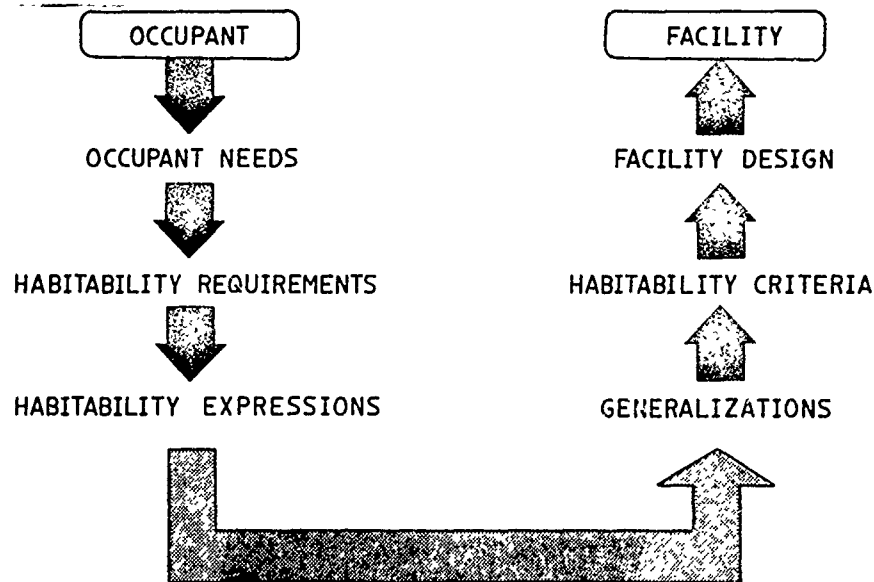 OCCUPANT
OCCUPANT NEEDS
HABITABILITY REQUIREMENTS
HABITABILITY EXPRESSIONS
GENERALIZATIONS
HABITABILITY CRITERIA
FACILITY DESIGN
FACILITY